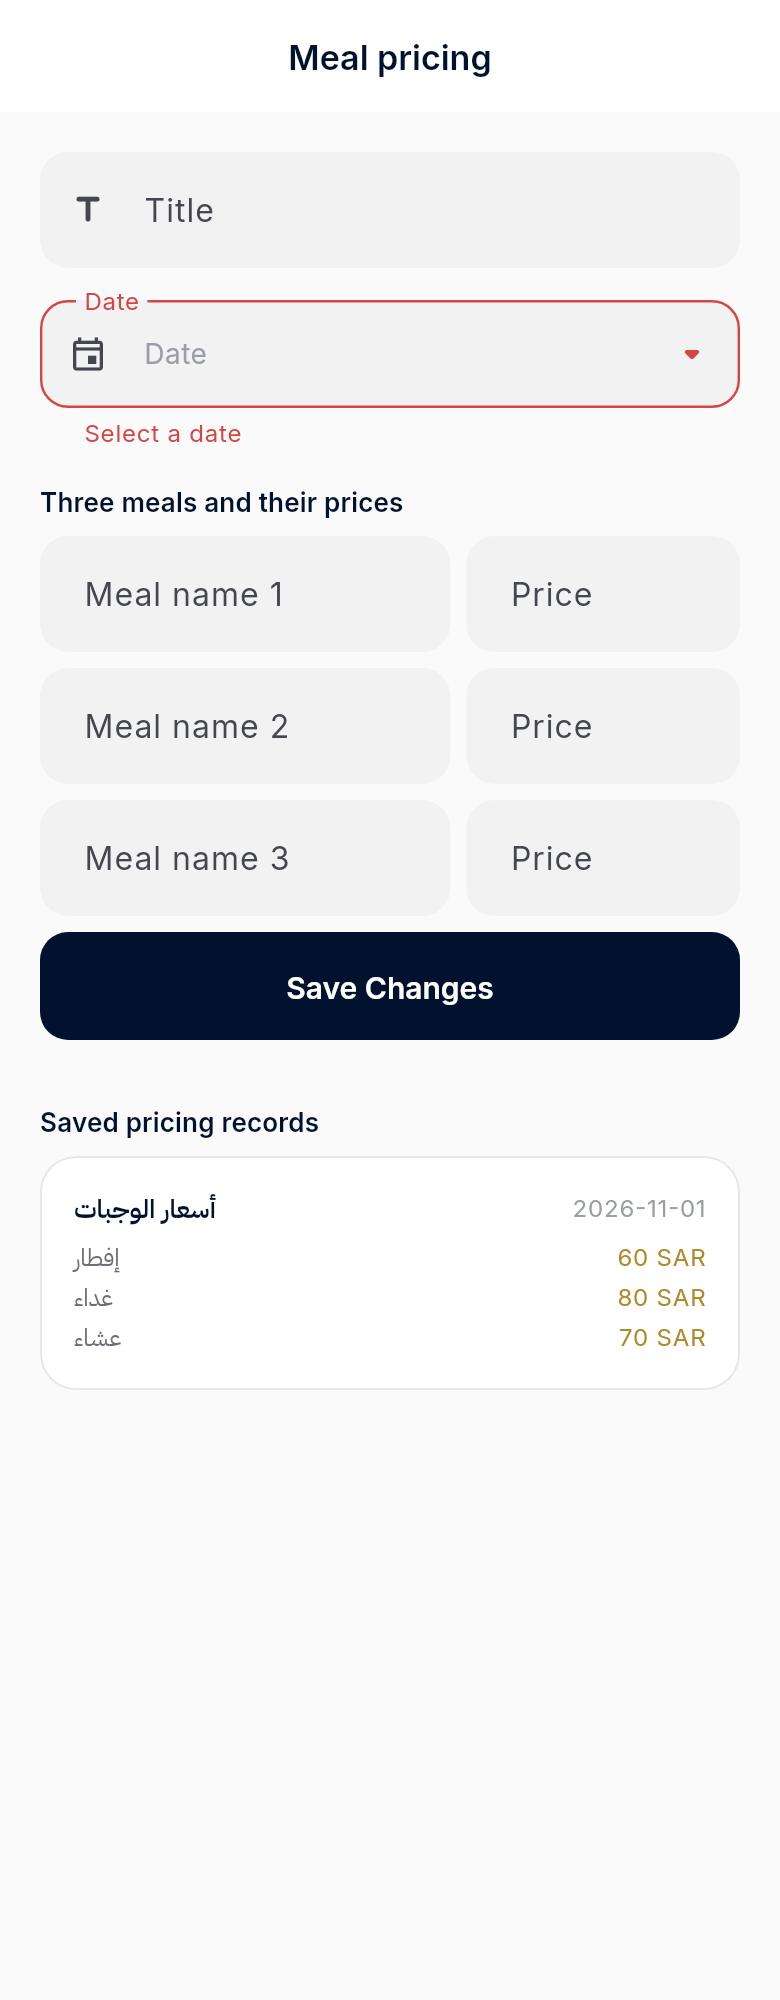 Meal pricing
Title
Date
Date
Select a date
Three meals and their prices
Meal name 1 Price
Meal name 2 Price
Meal name 3 Price
Save Changes
Saved pricing records
أسعار الوجبات 2026-11-01
إفطار 60 SAR
غداء 80 SAR
عشاء 70 SAR